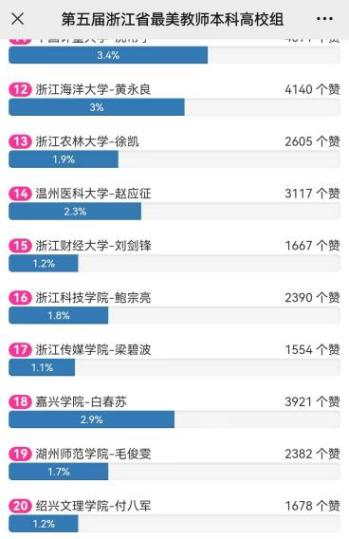 第五届浙江省最美教师本科高校组
3.4%
12 浙江海洋大学-黄永良 4140 个赞
3%
13 浙江农林大学-徐凯 2605 个赞
1.9%
14 温州医科大学-赵应征 3117 个赞
2.3%
15 浙江财经大学-刘剑锋 1667 个赞
1.2%
16 浙江科技学院-鲍宗亮 2390 个赞
1.8%
17 浙江传媒学院-梁碧波 1554 个赞
1.1%
18 嘉兴学院-白春苏 3921 个赞
2.9%
19 湖州师范学院-毛俊雯 2382 个赞
1.7%
20 绍兴文理学院-付八军 1678 个赞
1.2%